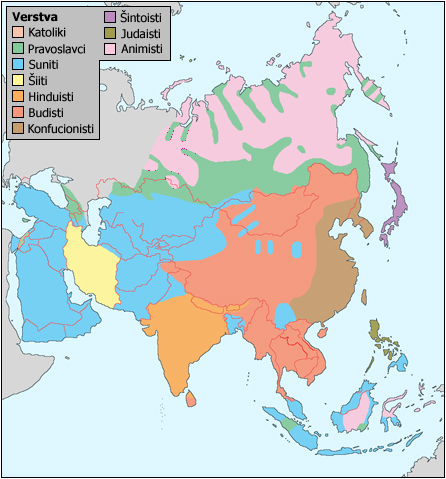 Verstva
Katoliki
Pravoslavci
Suniti
Šiiti
Hinduisti
Budisti
Konfucionisti
Šintoisti
Judaisti
Animisti